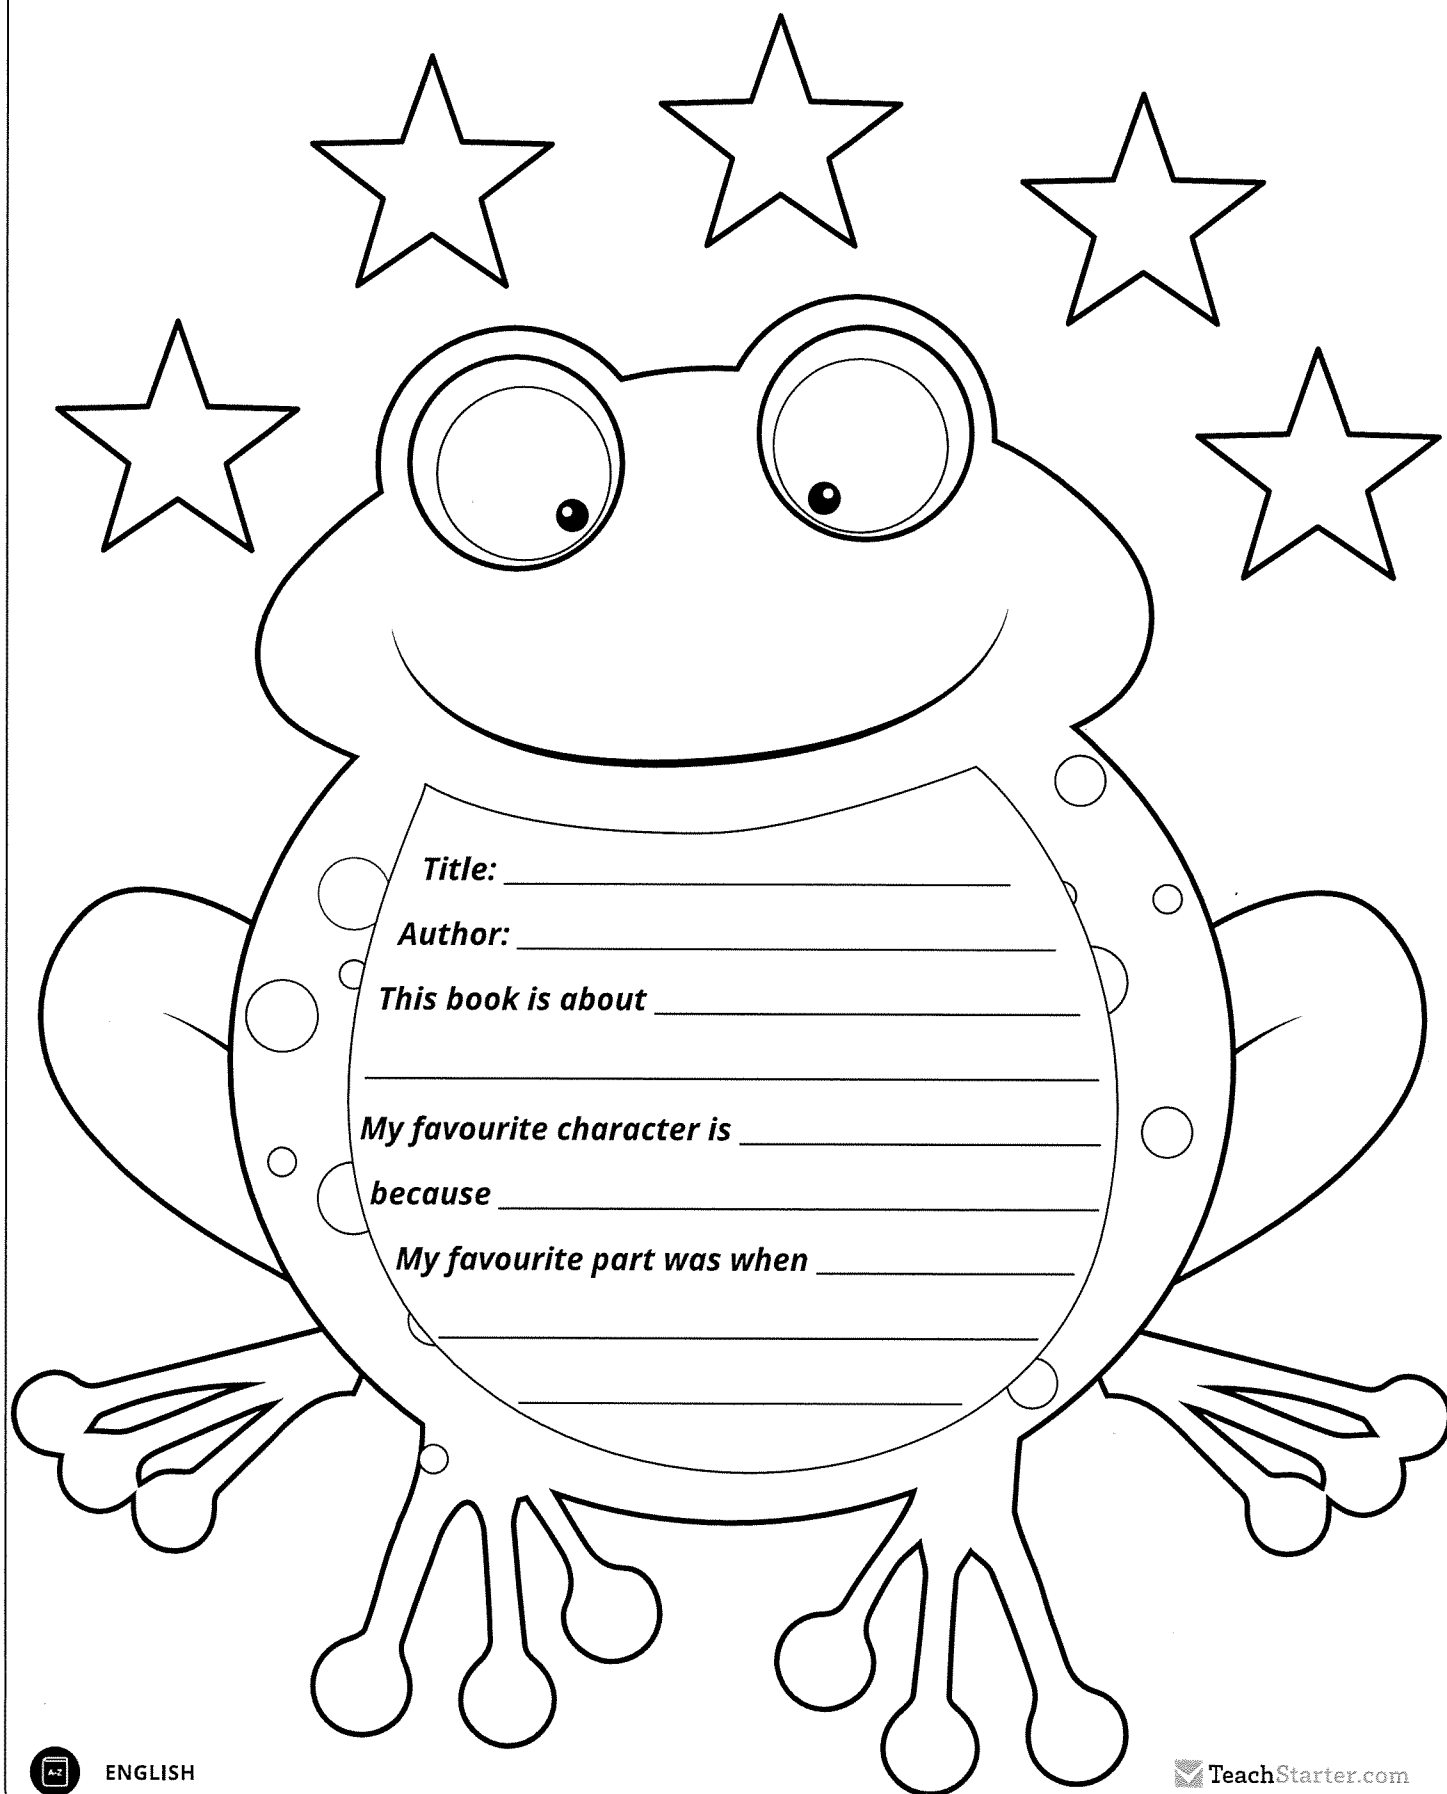 Title:
Author:
This book is about
My favourite character is
because
My favourite part was when
A-Z
ENGLISH
TeachStarter.com